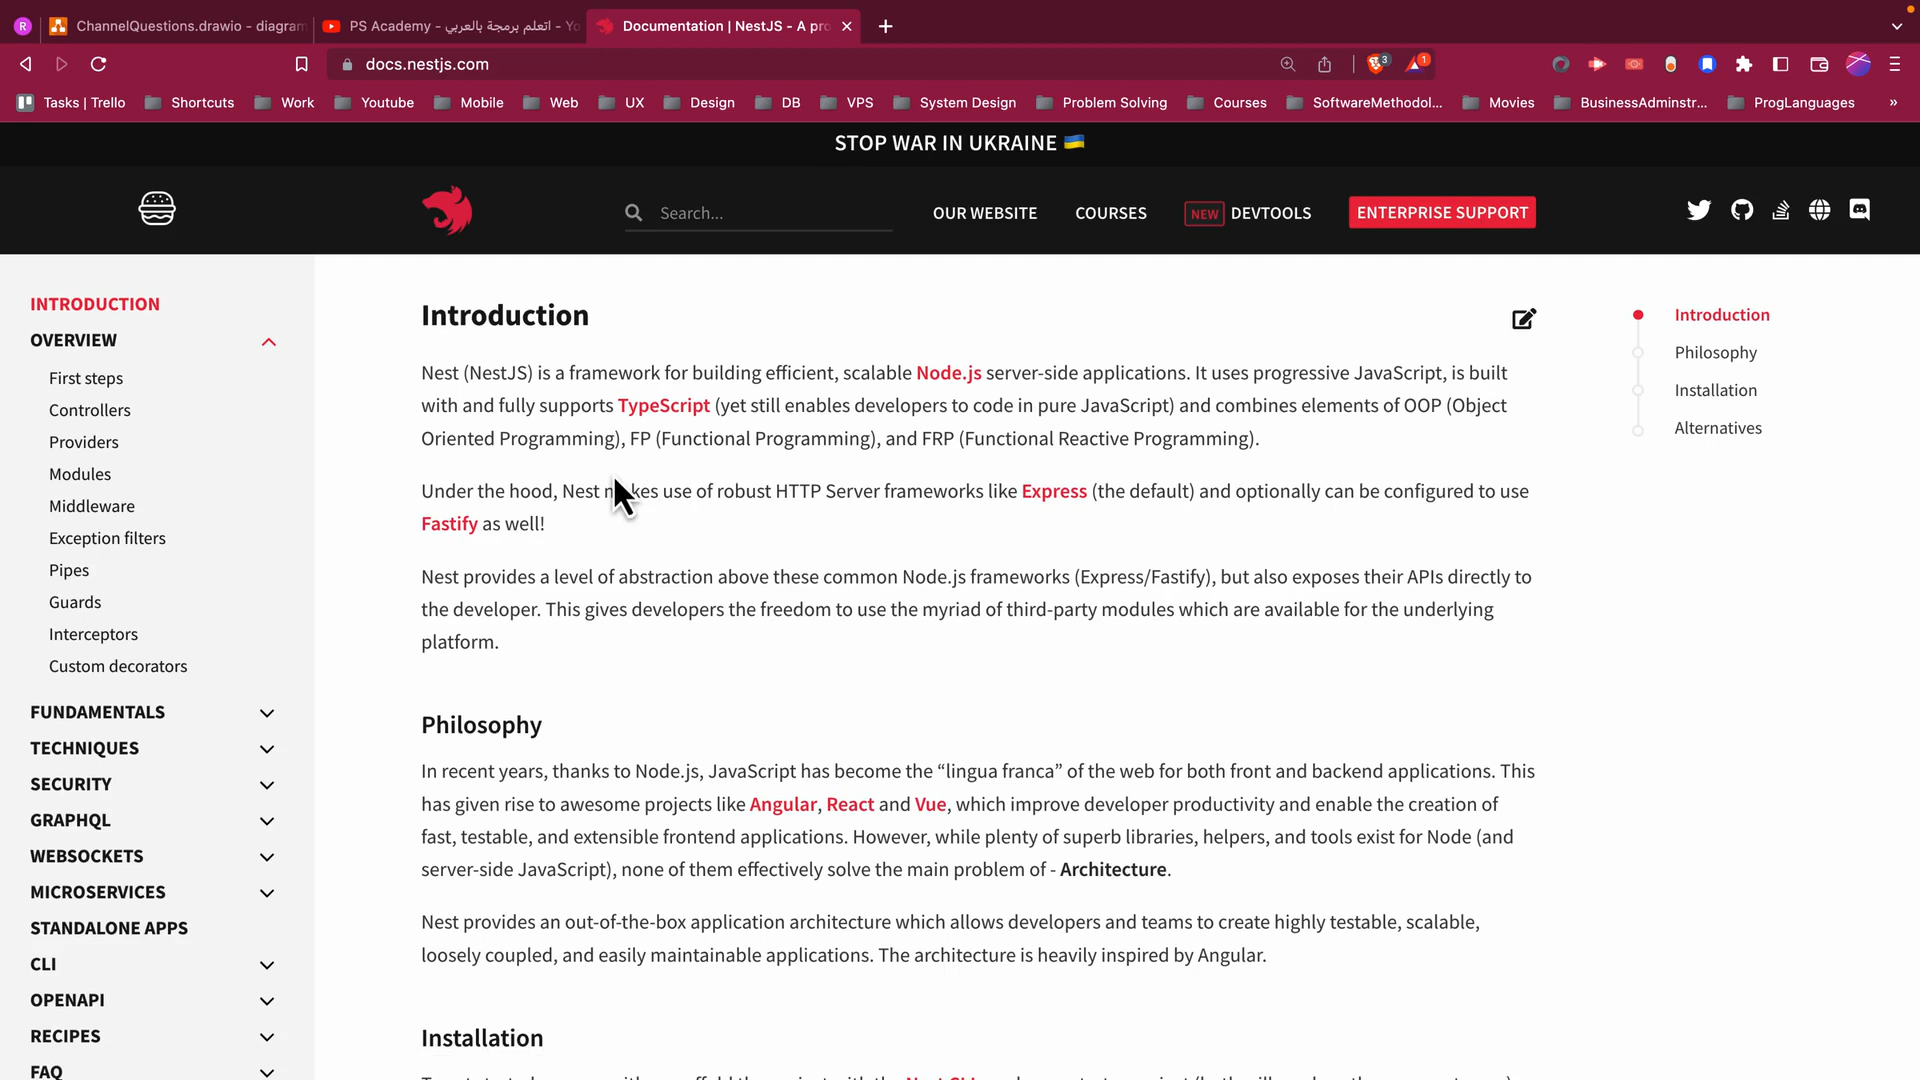 R
ChannelQuestions.drawio - diagram
PS Academy - اتعلم برمجة بالعربي - Yo
Documentation | NestJS - A pro
docs.nestjs.com
3
1
Tasks | Trello
Shortcuts
Work
Youtube
Mobile
Web
UX
Design
DB
VPS
System Design
Problem Solving
Courses
SoftwareMethodol...
Movies
BusinessAdminstr...
ProgLanguages
»
STOP WAR IN UKRAINE 🇺🇦
Search...
OUR WEBSITE
COURSES
NEW DEVTOOLS
ENTERPRISE SUPPORT
INTRODUCTION
OVERVIEW
First steps
Controllers
Providers
Modules
Middleware
Exception filters
Pipes
Guards
Interceptors
Custom decorators
FUNDAMENTALS
TECHNIQUES
SECURITY
GRAPHQL
WEBSOCKETS
MICROSERVICES
STANDALONE APPS
CLI
OPENAPI
RECIPES
FAQ
Introduction
Nest (NestJS) is a framework for building efficient, scalable Node.js server-side applications. It uses progressive JavaScript, is built
with and fully supports TypeScript (yet still enables developers to code in pure JavaScript) and combines elements of OOP (Object
Oriented Programming), FP (Functional Programming), and FRP (Functional Reactive Programming).
Under the hood, Nest makes use of robust HTTP Server frameworks like Express (the default) and optionally can be configured to use
Fastify as well!
Nest provides a level of abstraction above these common Node.js frameworks (Express/Fastify), but also exposes their APIs directly to
the developer. This gives developers the freedom to use the myriad of third-party modules which are available for the underlying
platform.
Philosophy
In recent years, thanks to Node.js, JavaScript has become the “lingua franca” of the web for both front and backend applications. This
has given rise to awesome projects like Angular, React and Vue, which improve developer productivity and enable the creation of
fast, testable, and extensible frontend applications. However, while plenty of superb libraries, helpers, and tools exist for Node (and
server-side JavaScript), none of them effectively solve the main problem of - Architecture.
Nest provides an out-of-the-box application architecture which allows developers and teams to create highly testable, scalable,
loosely coupled, and easily maintainable applications. The architecture is heavily inspired by Angular.
Installation
Introduction
Philosophy
Installation
Alternatives